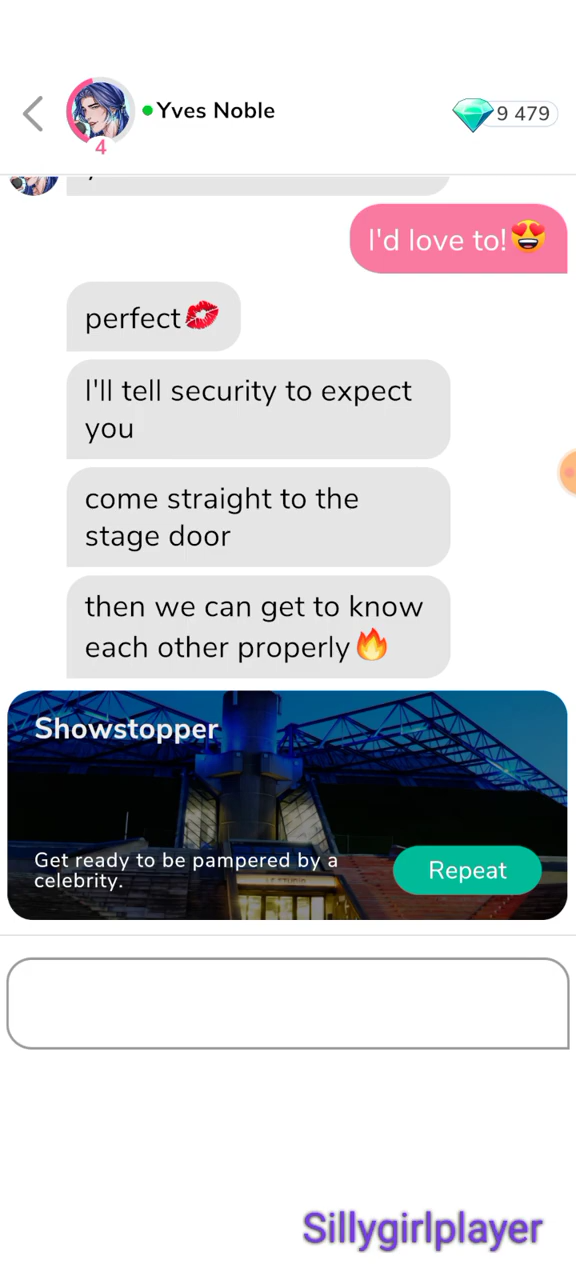 Yves Noble
9 479
4
I'd love to!😍
perfect💋
I'll tell security to expect
you
come straight to the
stage door
then we can get to know
each other properly🔥
Showstopper
Get ready to be pampered by a
celebrity.
Repeat
Sillygirlplayer